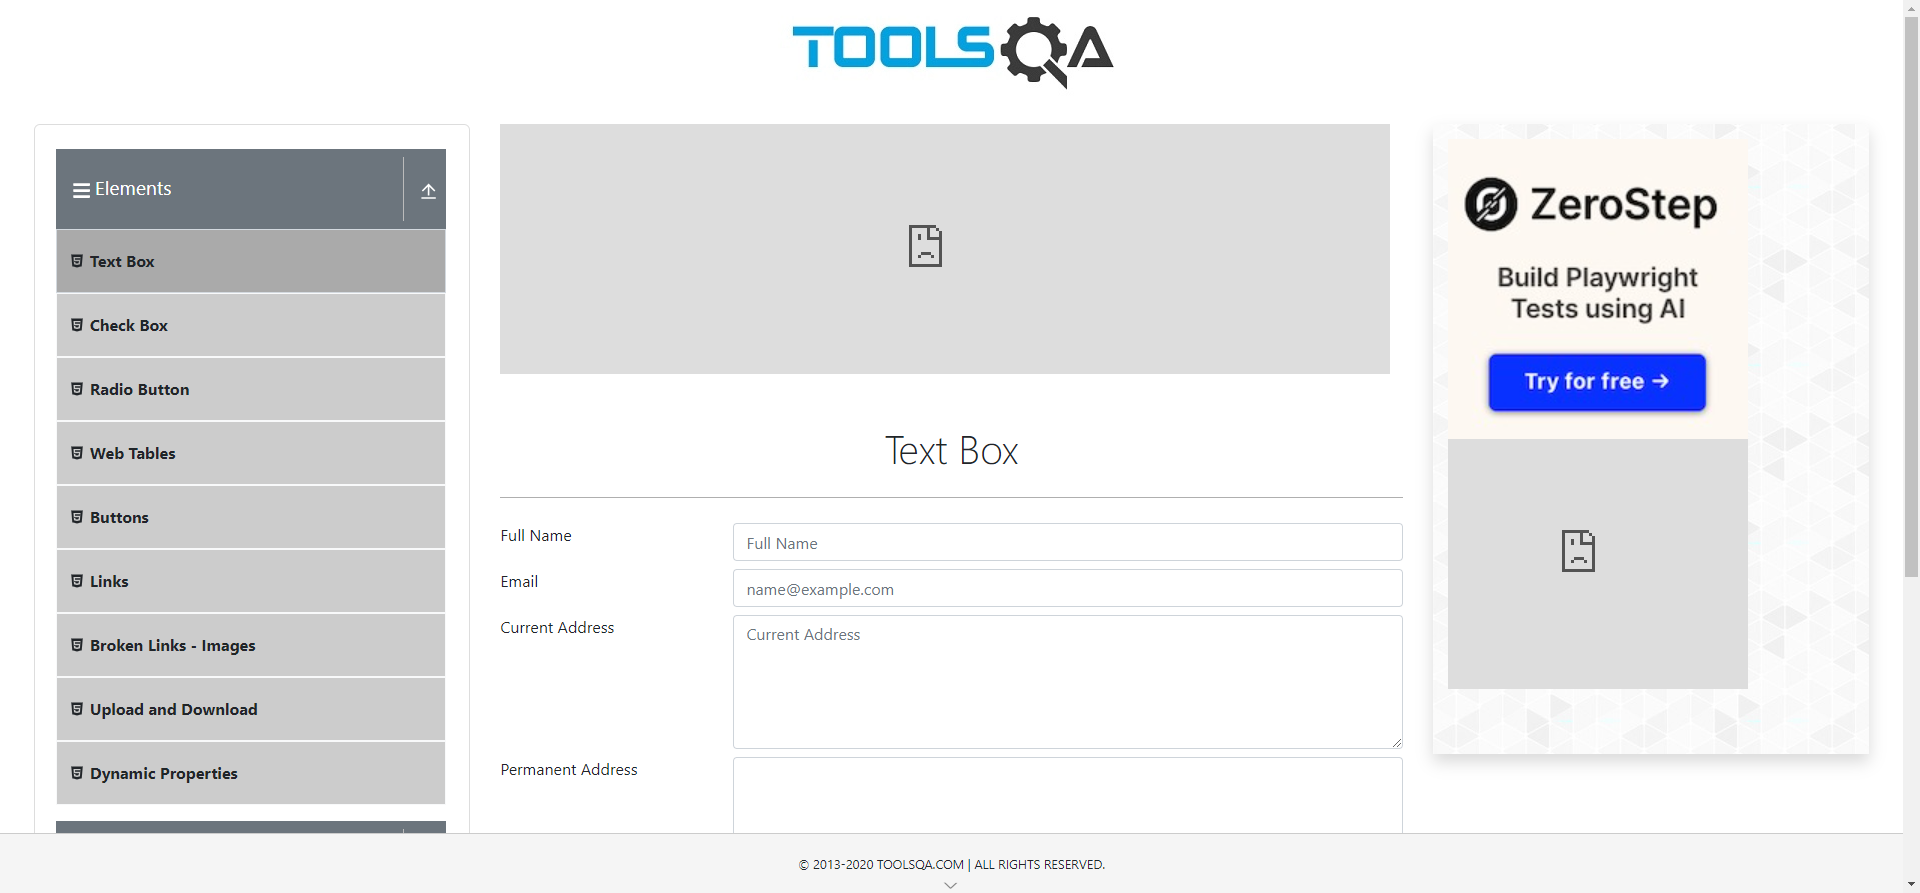 TOOLSQA
Elements
Text Box
Check Box
Radio Button
Web Tables
Buttons
Links
Broken Links - Images
Upload and Download
Dynamic Properties
Text Box
Full Name
Full Name
Email
name@example.com
Current Address
Current Address
Permanent Address
ZeroStep
Build Playwright
Tests using AI
Try for free →
© 2013-2020 TOOLSQA.COM | ALL RIGHTS RESERVED.